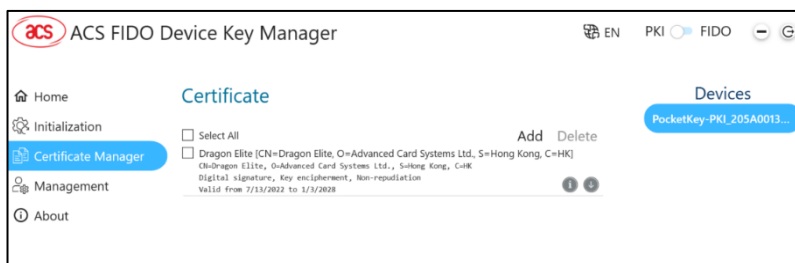 acs ACS FIDO Device Key Manager
EN PKI FIDO
Home
Initialization
Certificate Manager
Management
About
Certificate
Select All
Add Delete
Dragon Elite [CN=Dragon Elite, O=Advanced Card Systems Ltd., S=Hong Kong, C=HK]
CN=Dragon Elite, O=Advanced Card Systems Ltd., S=Hong Kong, C=HK
Digital signature, Key encipherment, Non-repudiation
Valid from 7/13/2022 to 1/3/2028
Devices
PocketKey-PKI_205A0013...